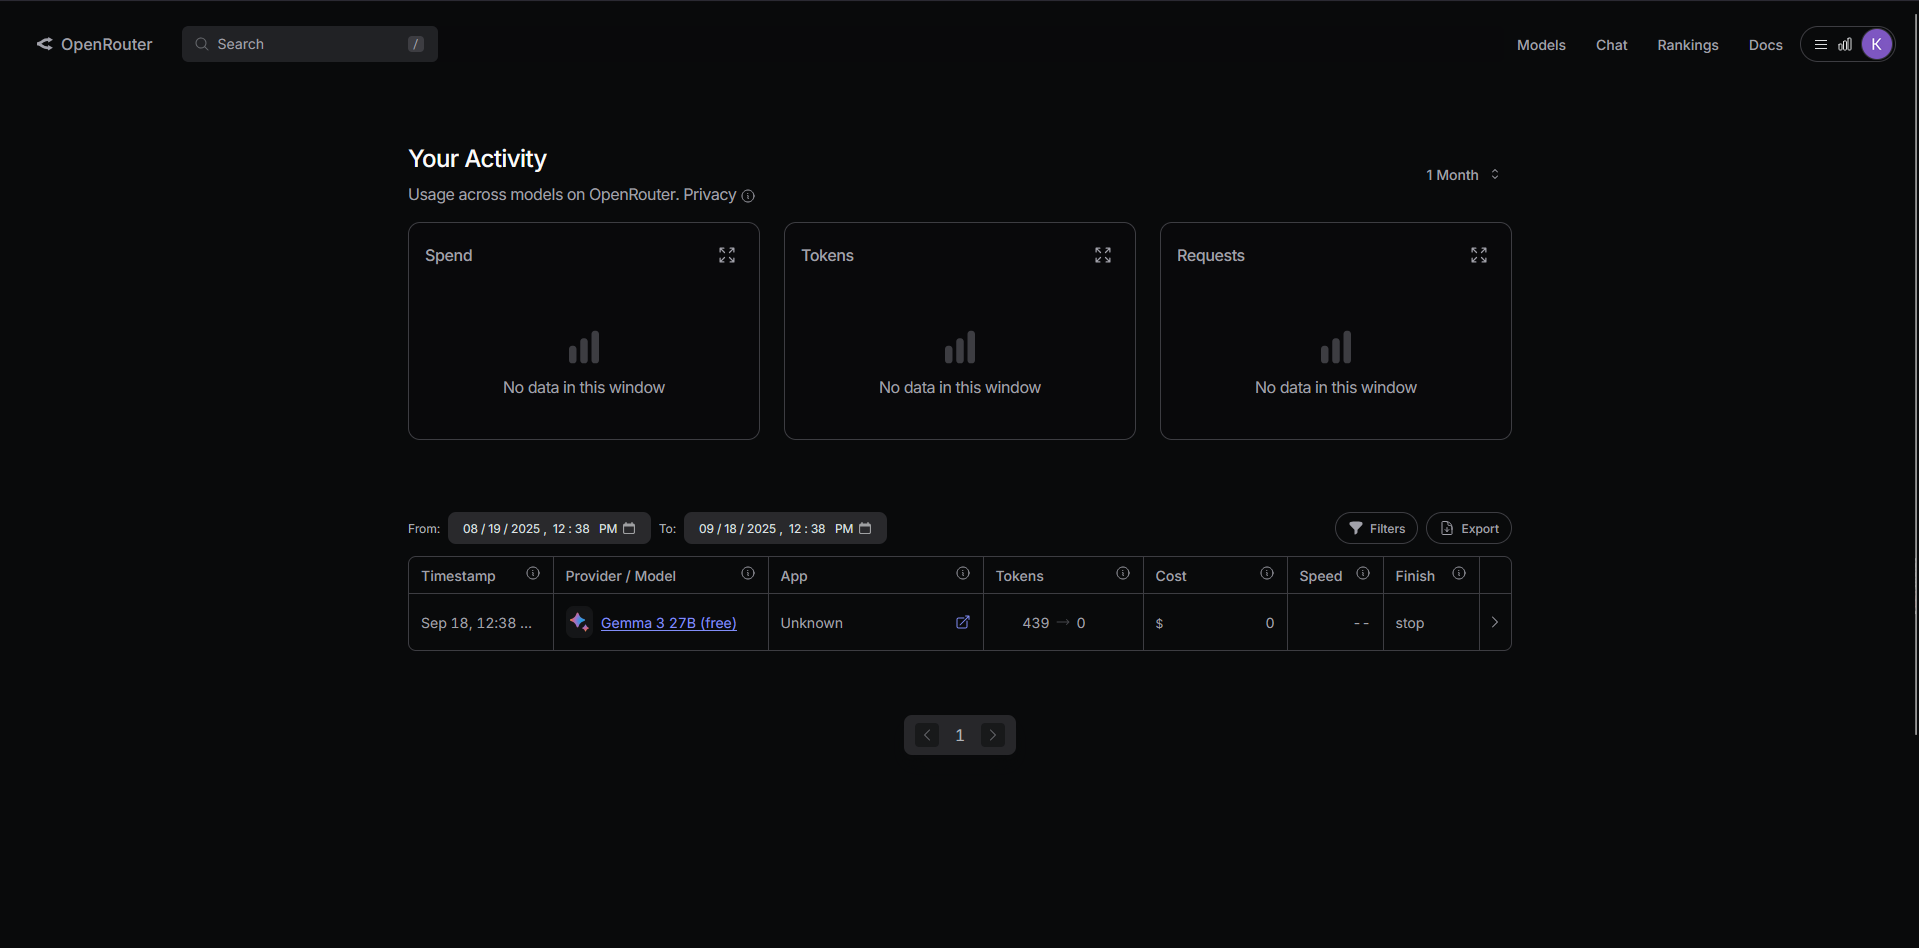 OpenRouter
Search /
Models Chat Rankings Docs K
Your Activity
1 Month
Usage across models on OpenRouter. Privacy
Spend Tokens Requests
No data in this window No data in this window No data in this window
From: 08/19/2025, 12:38 PM To: 09/18/2025, 12:38 PM Filters Export
Timestamp Provider / Model App Tokens Cost Speed Finish
Sep 18, 12:38 ... Gemma 3 27B (free) Unknown 439 → 0 $ 0 -- stop
1